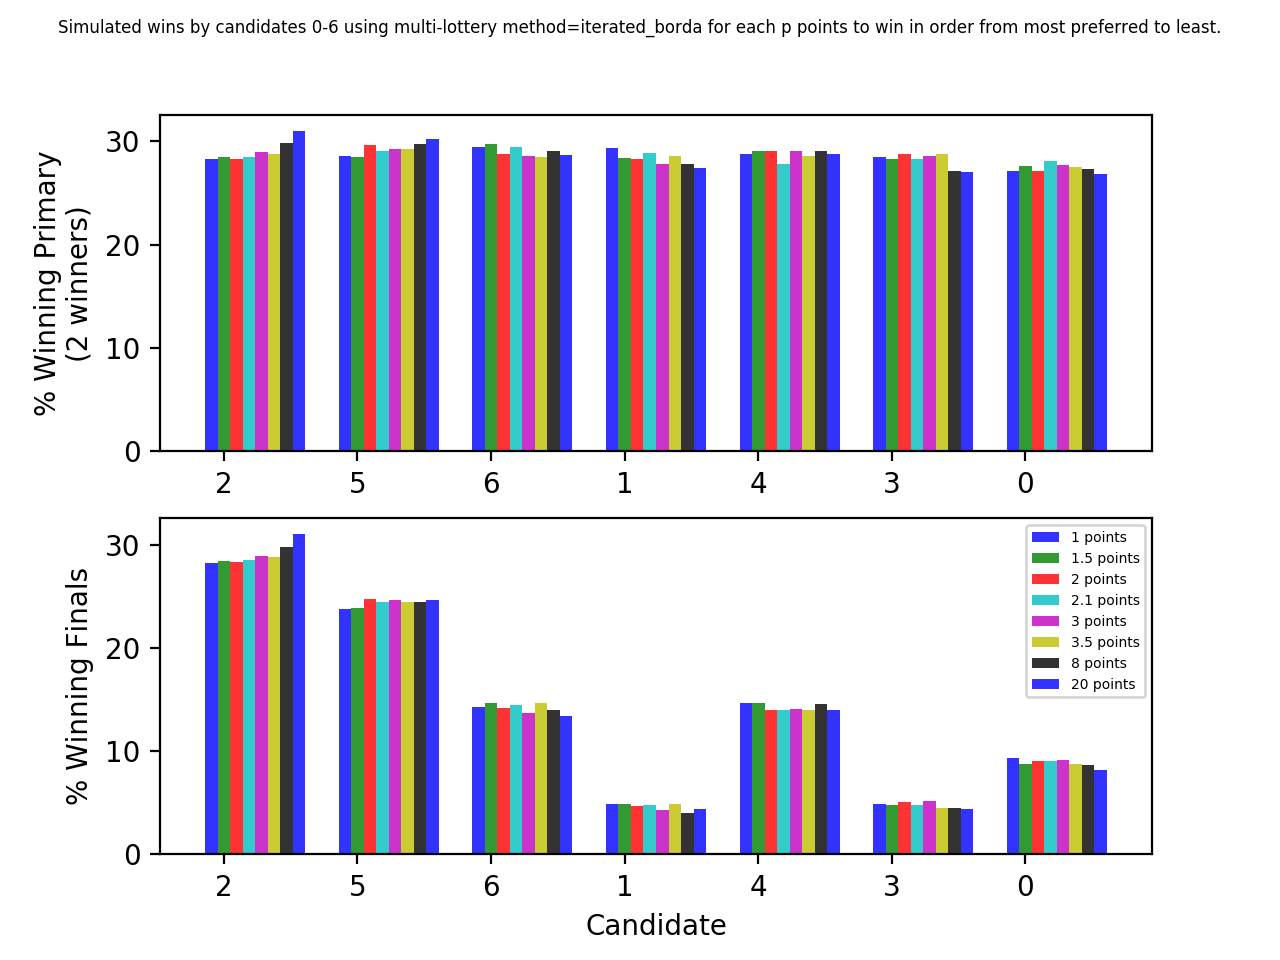 Simulated wins by candidates 0-6 using multi-lottery method=iterated_borda for each p points to win in order from most preferred to least.
% Winning Primary
(2 winners)
30
20
10
0
2 5 6 1 4 3 0
% Winning Finals
30
20
10
0
1 points
1.5 points
2 points
2.1 points
3 points
3.5 points
8 points
20 points
2 5 6 1 4 3 0
Candidate